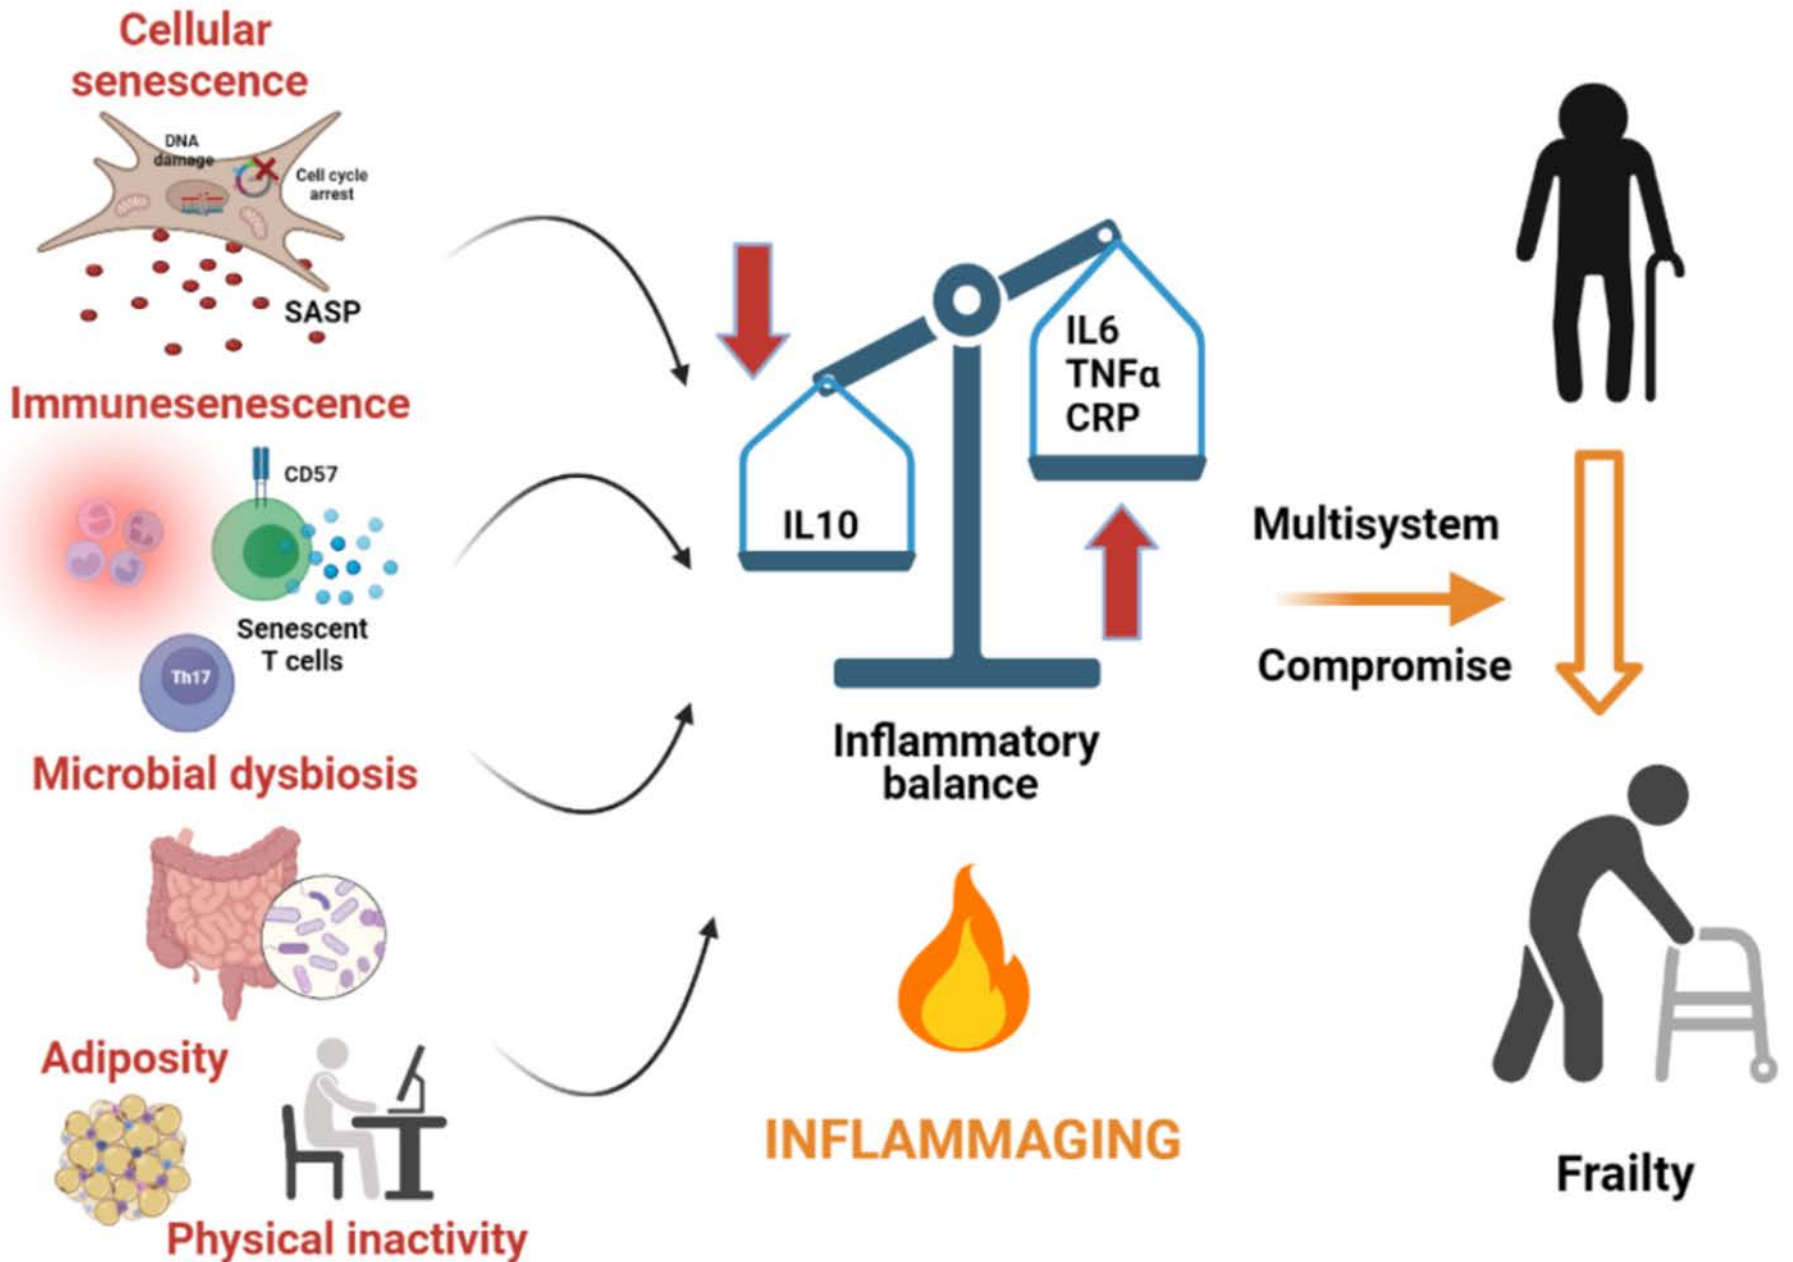 Cellular
senescence
DNA
damage
Cell cycle
arrest
SASP
Immunesenescence
CD57
Senescent
T cells
Th17
Microbial dysbiosis
Adiposity
Physical inactivity
IL10
IL6
TNFα
CRP
Inflammatory
balance
INFLAMMAGING
Multisystem
Compromise
Frailty